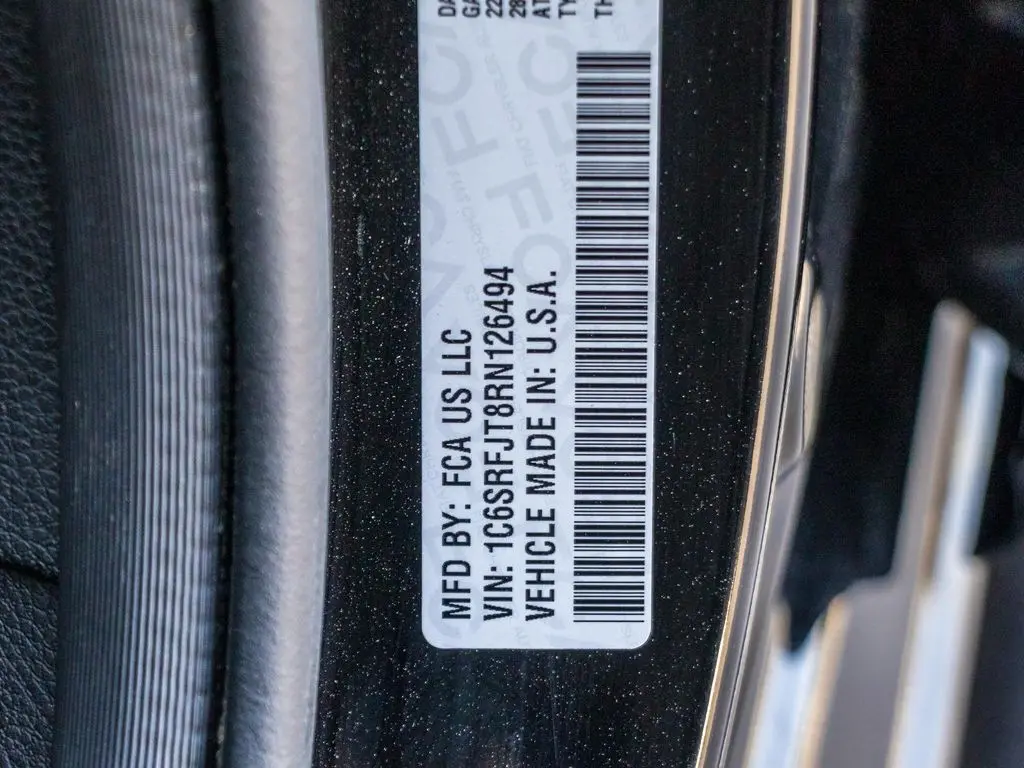 MFD BY: FCA US LLC
VIN: 1C6SRFJT8RN126494
VEHICLE MADE IN: U.S.A.